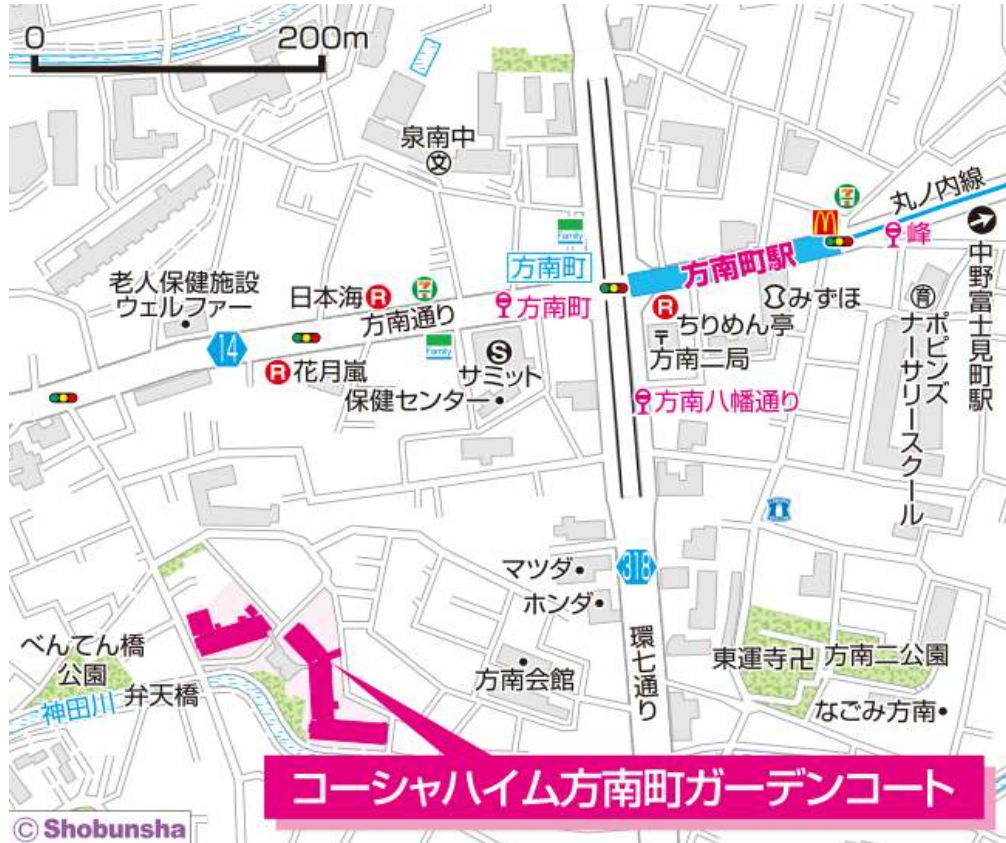 0
200m
泉南中
文
7
丸ノ内線
M
峰
中野富士見町駅
Family
方南町
方南町駅
老人保健施設
ウェルファー
日本海
R
7
方南通り
方南町
R
ちりめん亭
みずほ
育
ポピンズ
ナーサリースクール
〒
方南二局
14
R
花月嵐
Family
S
サミット
保健センター
方南八幡通り
マツダ
ホンダ
318
環七通り
東運寺卍
方南二公園
なごみ方南
方南会館
べんてん橋
公園
弁天橋
神田川
コーシャハイム方南町ガーデンコート
© Shobunsha